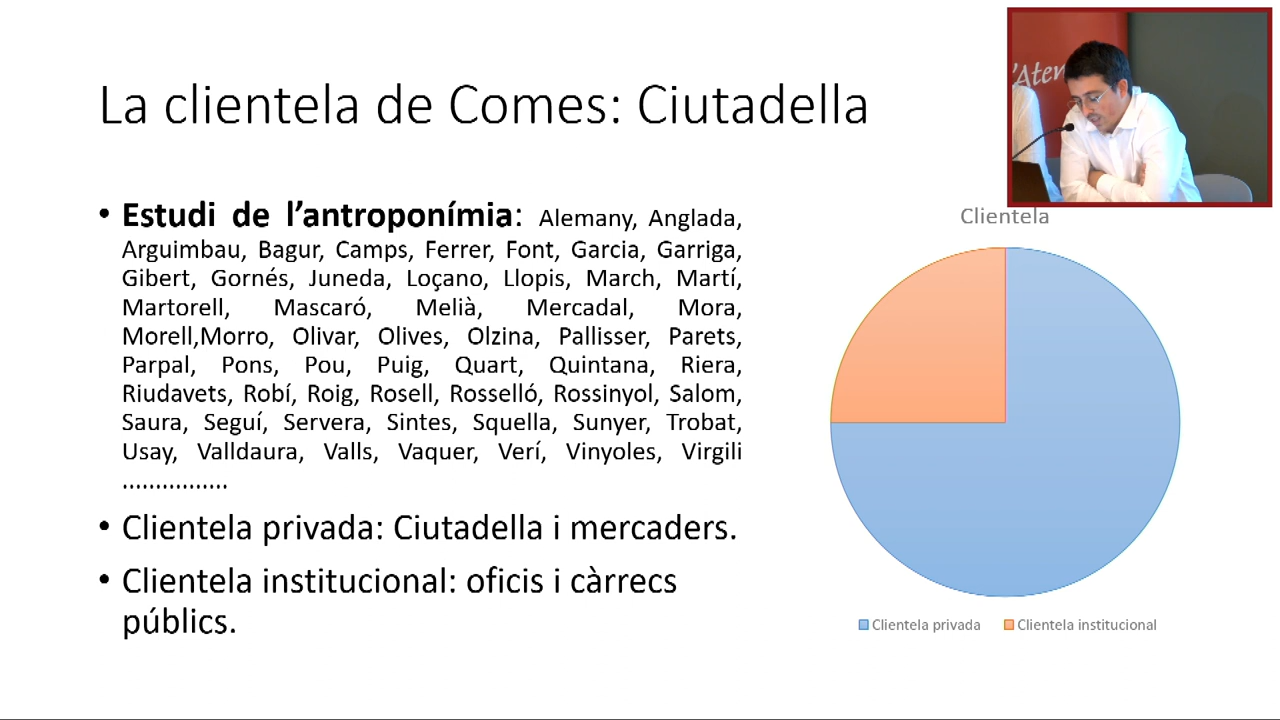 La clientela de Comes: Ciutadella
• Estudi de l’antroponímia: Alemany, Anglada,
Arguimbau, Bagur, Camps, Ferrer, Font, Garcia, Garriga,
Gibert, Gornés, Juneda, Loçano, Llopis, March, Martí,
Martorell, Mascaró, Melià, Mercadal, Mora,
Morell,Morro, Olivar, Olives, Olzina, Pallisser, Parets,
Parpal, Pons, Pou, Puig, Quart, Quintana, Riera,
Riudavets, Robí, Roig, Rosell, Rosselló, Rossinyol, Salom,
Saura, Seguí, Servera, Sintes, Squella, Sunyer, Trobat,
Usay, Valldaura, Valls, Vaquer, Verí, Vinyoles, Virgili
................
• Clientela privada: Ciutadella i mercaders.
• Clientela institucional: oficis i càrrecs
públics.
’Aten
Clientela
Clientela privada
Clientela institucional